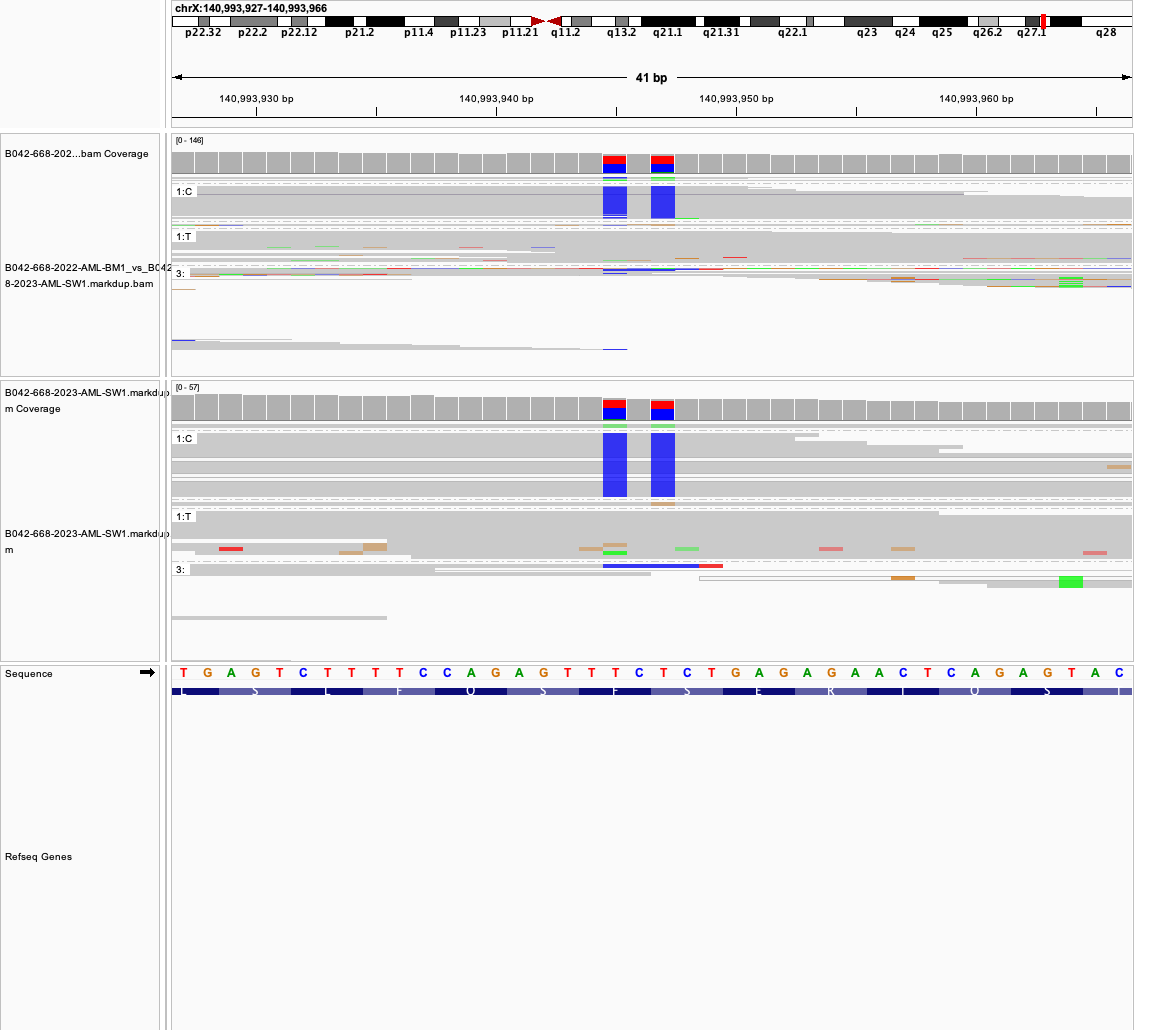 chrX:140,993,927-140,993,966
p22.32 p22.2 p22.12 p21.2 p11.4 p11.23 p11.21 q11.2 q13.2 q21.1 q21.31 q22.1 q23 q24 q25 q26.2 q27.1 q28
41 bp
140,993,930 bp 140,993,940 bp 140,993,950 bp 140,993,960 bp
B042-668-202...bam Coverage
[0 - 146]
1:C
1:T
B042-668-2022-AML-BM1_vs_B042
8-2023-AML-SW1.markdup.bam
3:
B042-668-2023-AML-SW1.markdup
m Coverage
[0 - 57]
1:C
1:T
B042-668-2023-AML-SW1.markdup
m
3:
Sequence
T G A G T C T T T T C C A G A G T T T C T C T G A G A G A A C T C A G A G T A C
S L F Q S F S E R T Q S
Refseq Genes